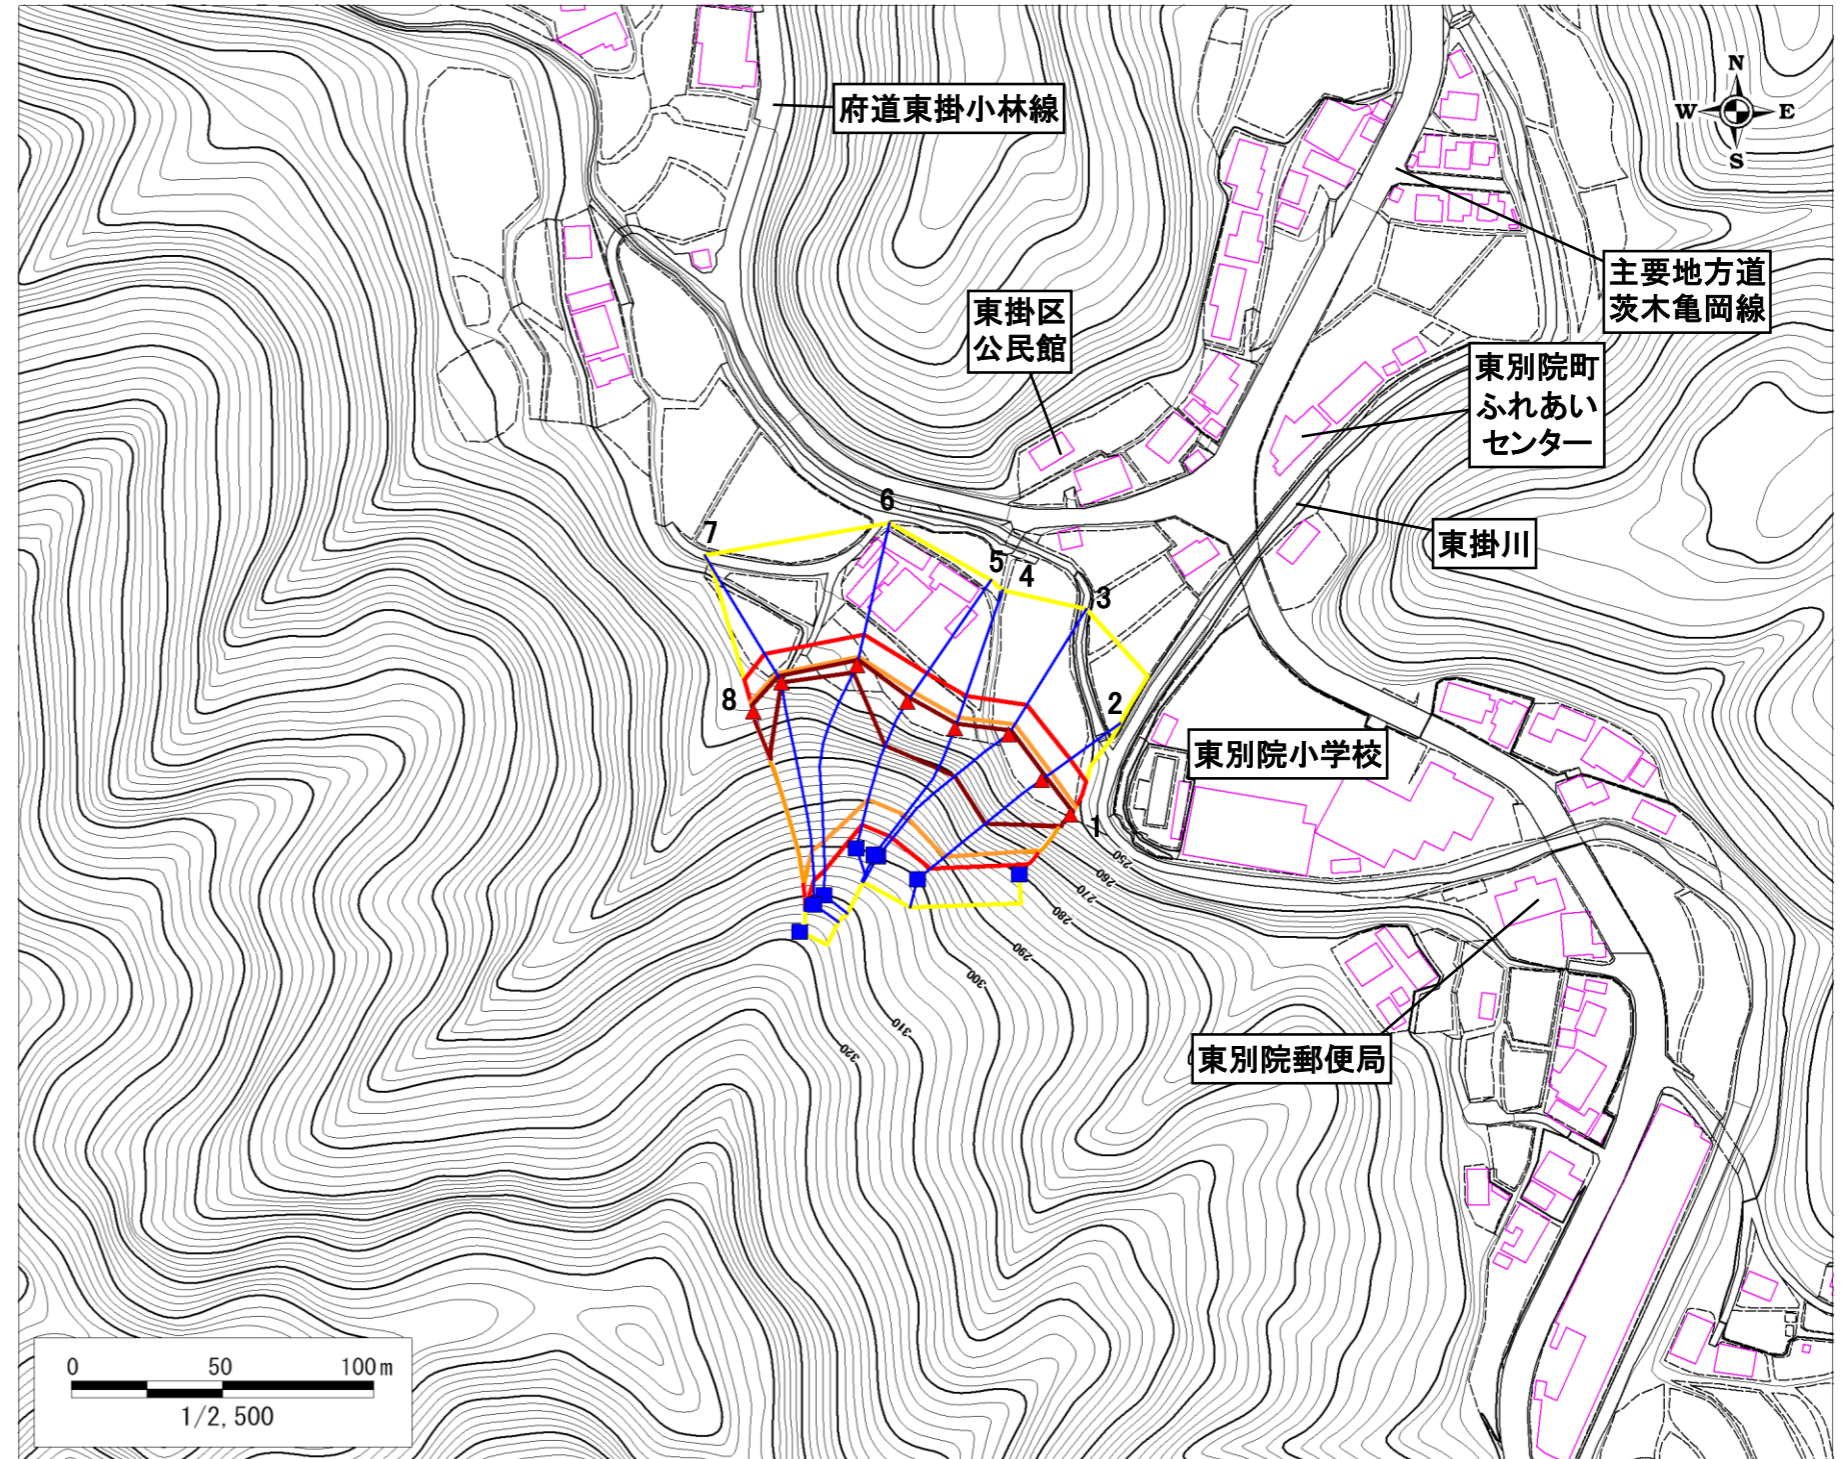 府道東掛小林線
N
W
E
S
主要地方道
茨木亀岡線
東掛区
公民館
東別院町
ふれあい
センター
東掛川
6
7
5
4
3
2
8
1
東別院小学校
250
260
270
280
290
300
310
320
東別院郵便局
0 50 100m
1/2,500